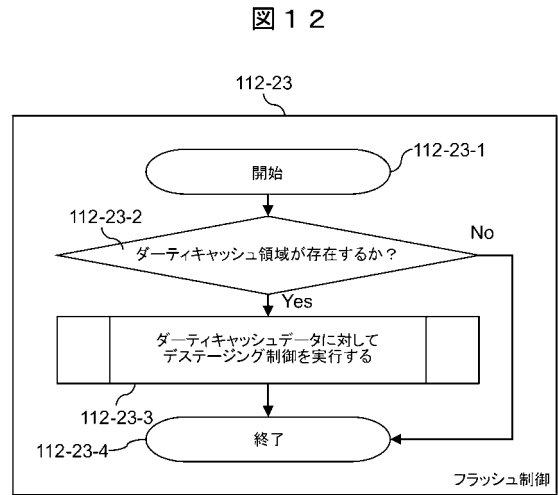 図１２
112-23
開始
112-23-1
112-23-2
ダーティキャッシュ領域が存在するか？
No
Yes
ダーティキャッシュデータに対して
デステージング制御を実行する
112-23-3
終了
112-23-4
フラッシュ制御